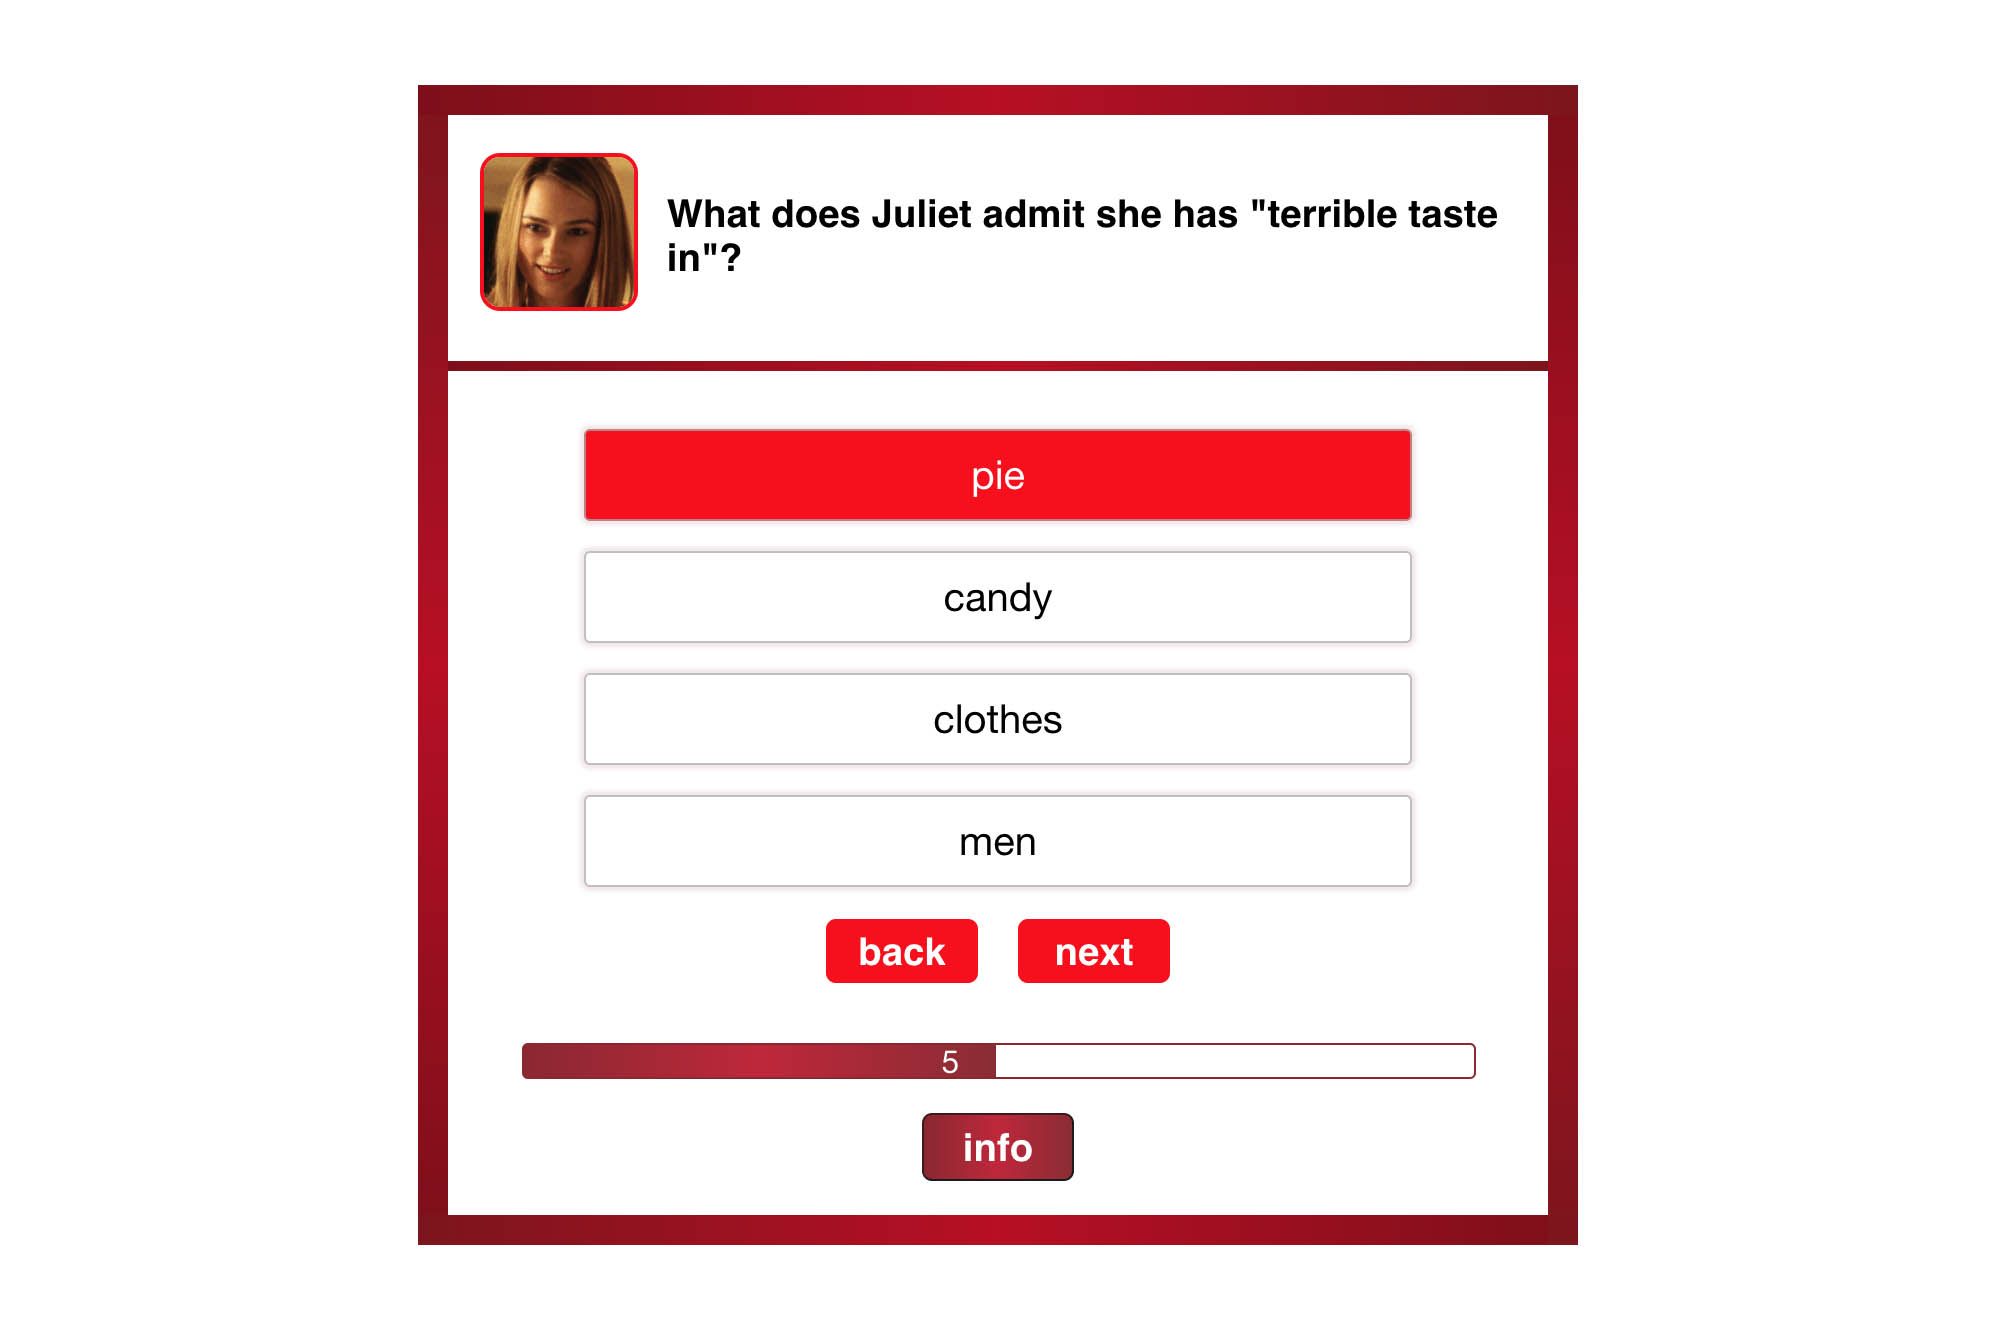 What does Juliet admit she has "terrible taste
in"?
pie
candy
clothes
men
back next
5
info